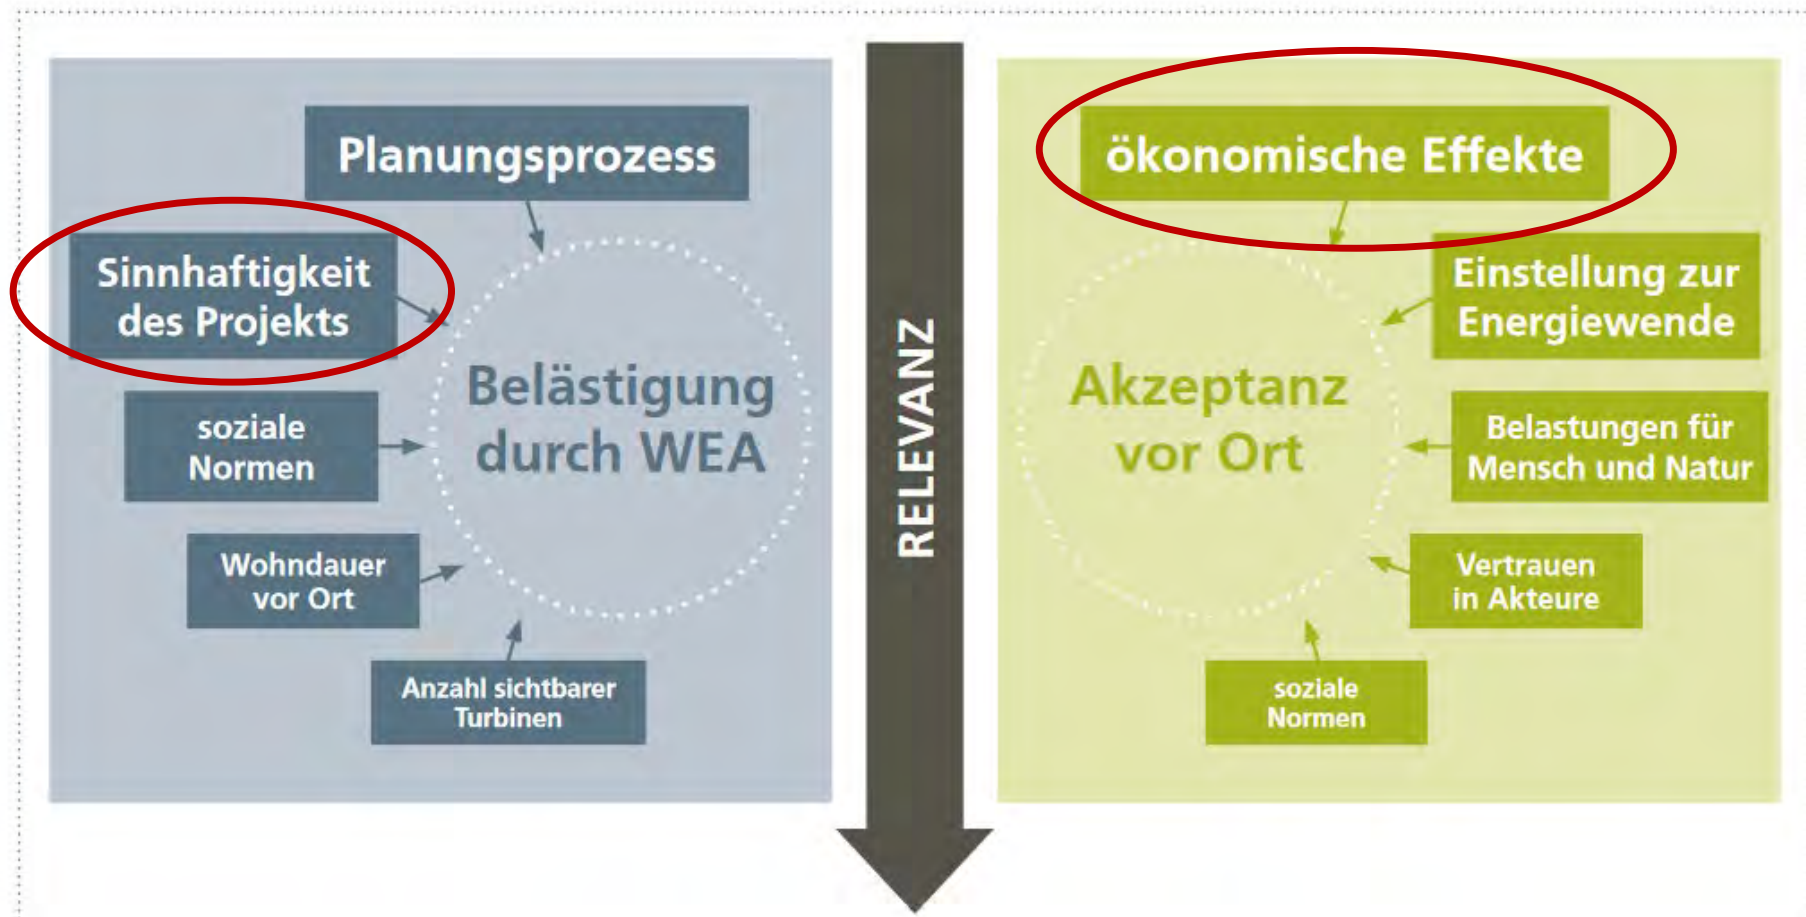 Planungsprozess
Sinnhaftigkeit
des Projekts
soziale
Normen
Wohndauer
vor Ort
Anzahl sichtbarer
Turbinen
Belästigung
durch WEA
RELEVANZ
ökonomische Effekte
Einstellung zur
Energiewende
Belastungen für
Mensch und Natur
Vertrauen
in Akteure
soziale
Normen
Akzeptanz
vor Ort